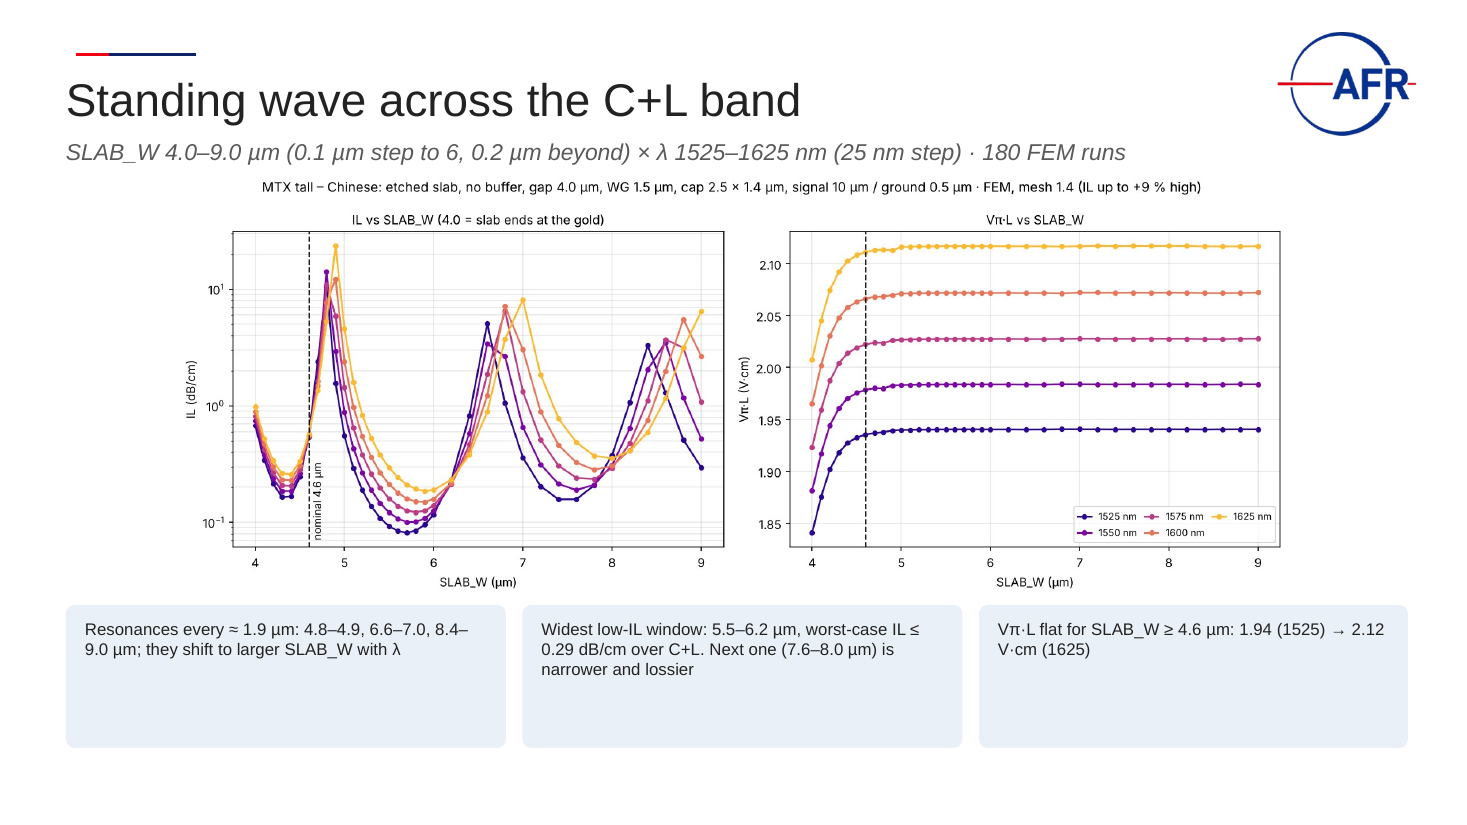 AFR
Standing wave across the C+L band
SLAB_W 4.0–9.0 µm (0.1 µm step to 6, 0.2 µm beyond) × λ 1525–1625 nm (25 nm step) · 180 FEM runs
MTX tall – Chinese: etched slab, no buffer, gap 4.0 µm, WG 1.5 µm, cap 2.5 × 1.4 µm, signal 10 µm / ground 0.5 µm · FEM, mesh 1.4 (IL up to +9 % high)
IL vs SLAB_W (4.0 = slab ends at the gold)
IL (dB/cm)
10¹
10⁰
10⁻¹
nominal 4.6 µm
4 5 6 7 8 9
SLAB_W (µm)
Vπ·L vs SLAB_W
Vπ·L (V·cm)
2.10
2.05
2.00
1.95
1.90
1.85
1525 nm 1575 nm 1625 nm
1550 nm 1600 nm
4 5 6 7 8 9
SLAB_W (µm)
Resonances every ≈ 1.9 µm: 4.8–4.9, 6.6–7.0, 8.4–
9.0 µm; they shift to larger SLAB_W with λ
Widest low-IL window: 5.5–6.2 µm, worst-case IL ≤
0.29 dB/cm over C+L. Next one (7.6–8.0 µm) is
narrower and lossier
Vπ·L flat for SLAB_W ≥ 4.6 µm: 1.94 (1525) → 2.12
V·cm (1625)